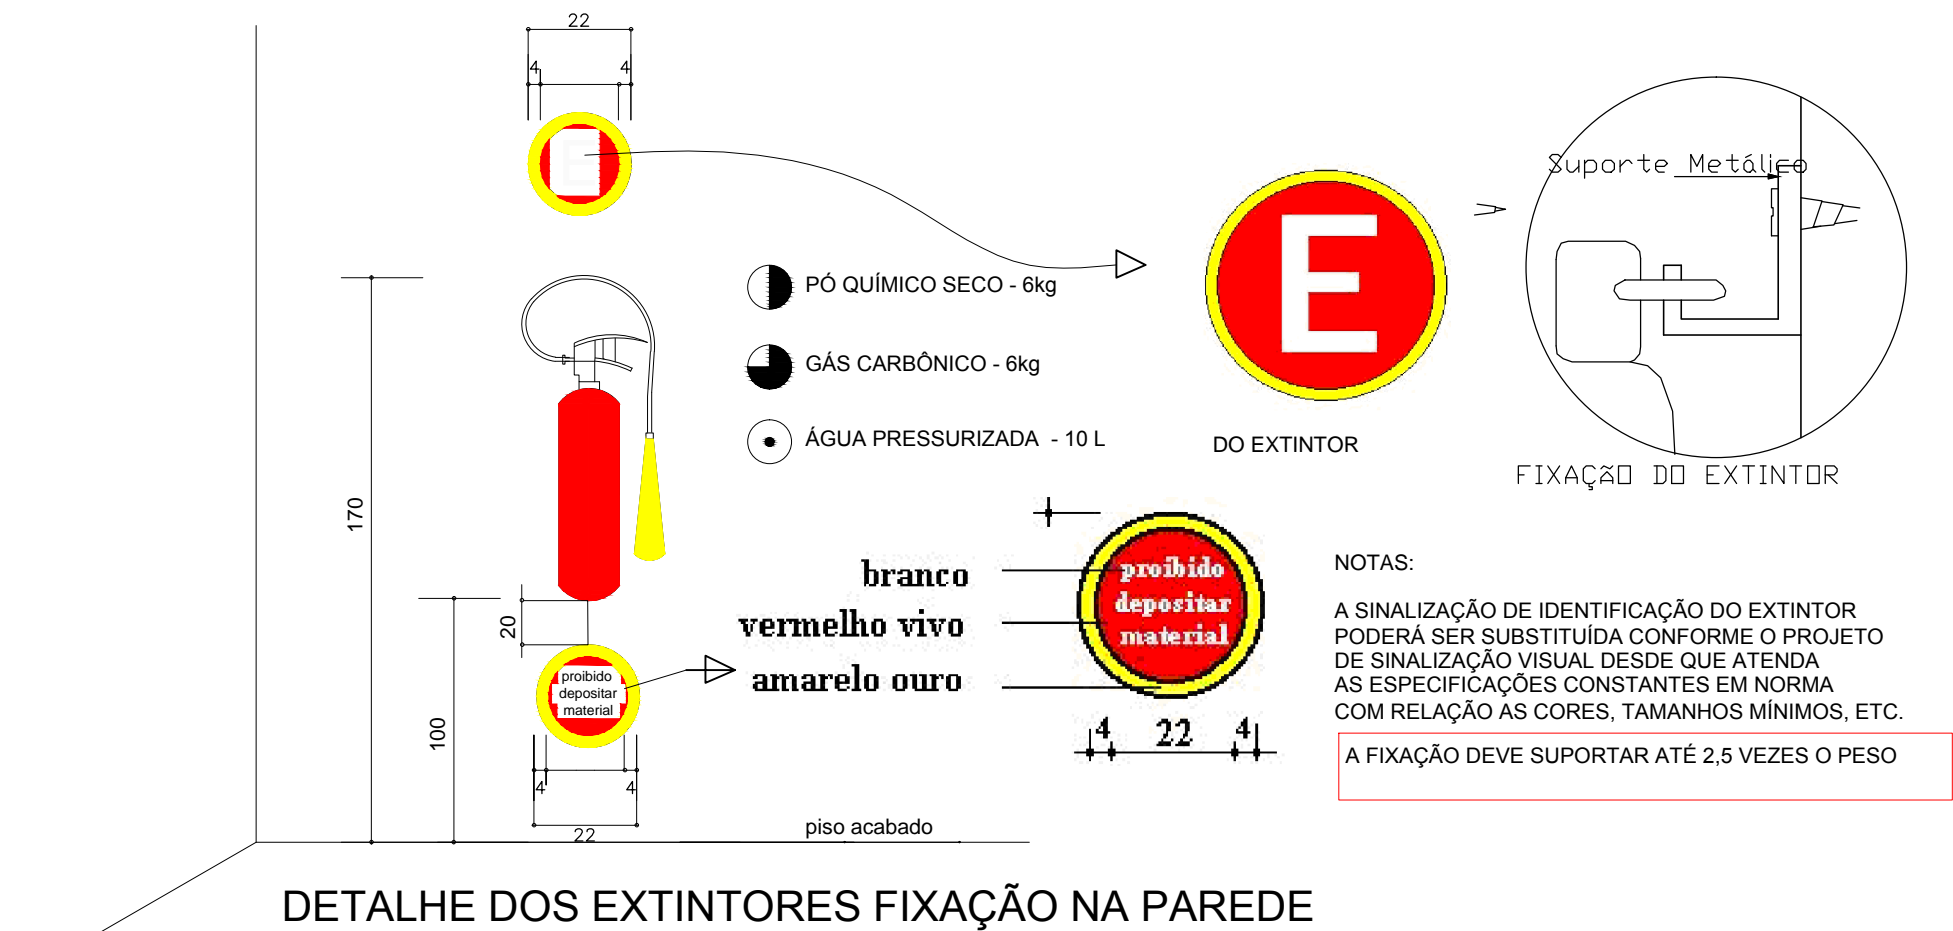 22
4 4
E
E
Suporte Metálico
PÓ QUÍMICO SECO - 6kg
GÁS CARBÔNICO - 6kg
ÁGUA PRESSURIZADA - 10 L
DO EXTINTOR
FIXAÇÃO DO EXTINTOR
170
20
100
proibido
depositar
material
4 4
22
branco
vermelho vivo
amarelo ouro
proibido
depositar
material
4 22 4
NOTAS:
A SINALIZAÇÃO DE IDENTIFICAÇÃO DO EXTINTOR
PODERÁ SER SUBSTITUÍDA CONFORME O PROJETO
DE SINALIZAÇÃO VISUAL DESDE QUE ATENDA
AS ESPECIFICAÇÕES CONSTANTES EM NORMA
COM RELAÇÃO AS CORES, TAMANHOS MÍNIMOS, ETC.
A FIXAÇÃO DEVE SUPORTAR ATÉ 2,5 VEZES O PESO
piso acabado
DETALHE DOS EXTINTORES FIXAÇÃO NA PAREDE